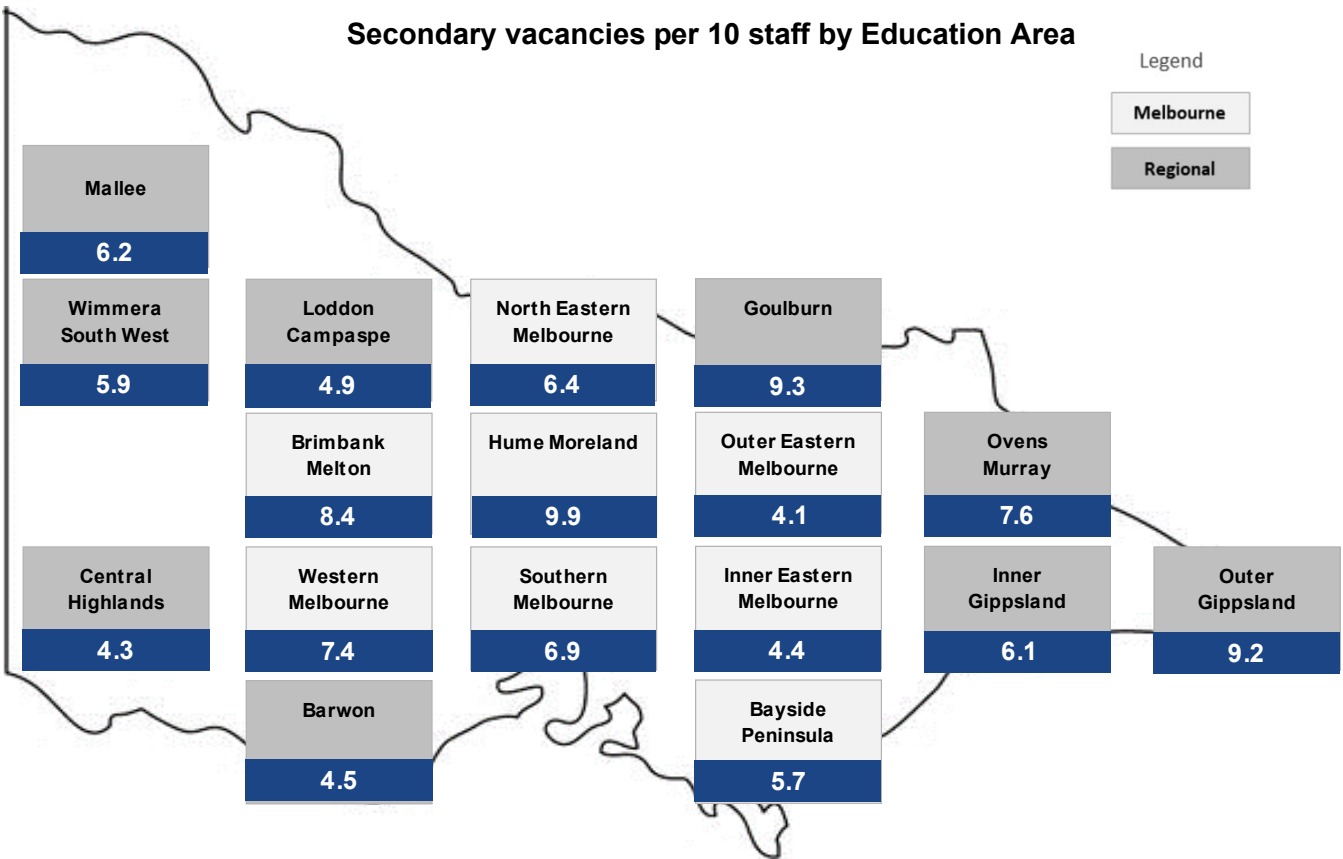 Secondary vacancies per 10 staff by Education Area
Legend
Melbourne
Regional
Mallee
6.2
Wimmera
South West
5.9
Loddon
Campaspe
4.9
North Eastern
Melbourne
6.4
Goulburn
9.3
Brimbank
Melton
8.4
Hume Moreland
9.9
Outer Eastern
Melbourne
4.1
Ovens
Murray
7.6
Central
Highlands
4.3
Western
Melbourne
7.4
Southern
Melbourne
6.9
Inner Eastern
Melbourne
4.4
Inner
Gippsland
6.1
Outer
Gippsland
9.2
Barwon
4.5
Bayside
Peninsula
5.7